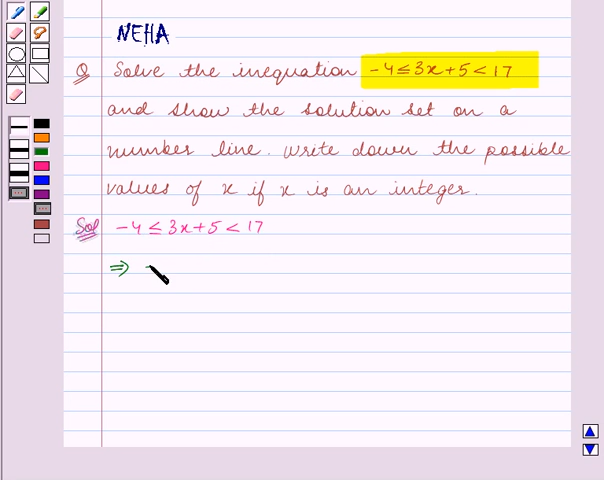 NEHA
Q Solve the inequation -4≤3x+5<17
and show the solution set on a
number line. Write down the possible
values of x if x is an integer.
Sol -4≤3x+5<17
⇒ -